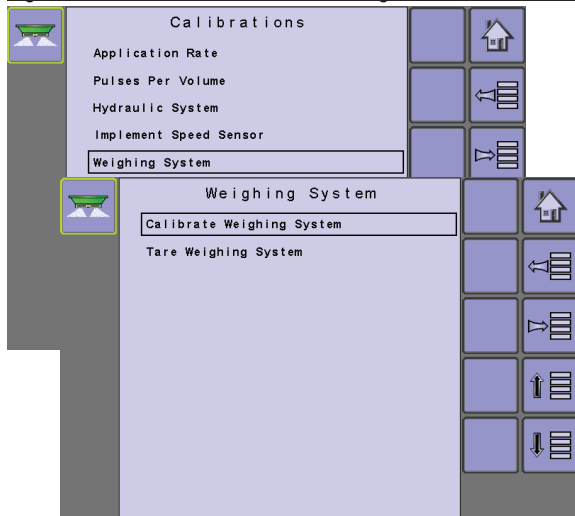 Calibrations
Application Rate
Pulses Per Volume
Hydraulic System
Implement Speed Sensor
Weighing System
Weighing System
Calibrate Weighing System
Tare Weighing System